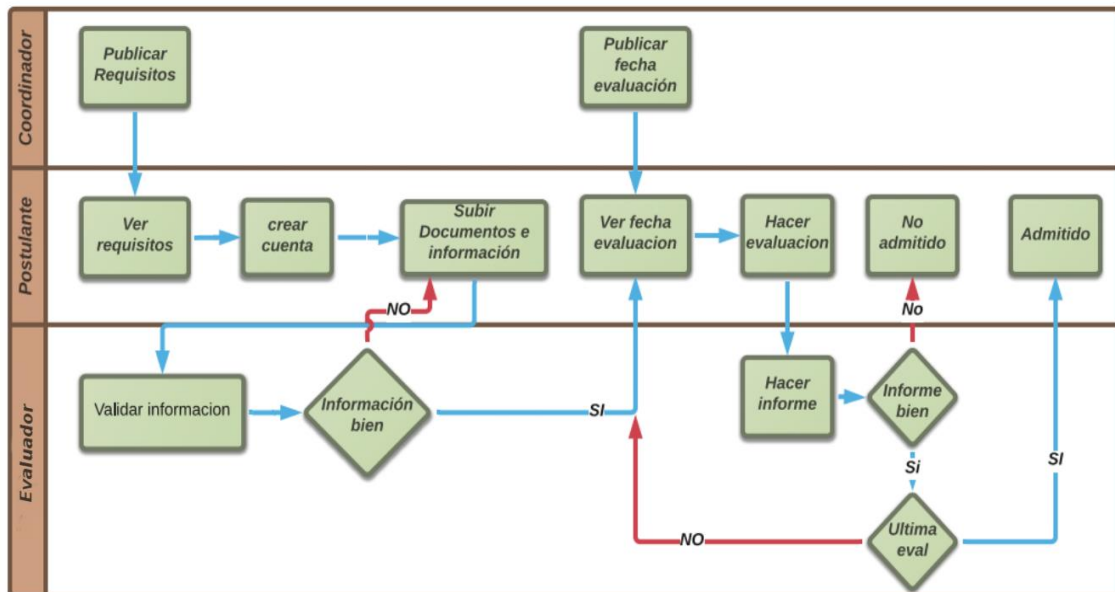 Coordinador
Publicar
Requisitos
Publicar
fecha
evaluación
Postulante
Ver
requisitos
crear
cuenta
Subir
Documentos e
información
Ver fecha
evaluacion
Hacer
evaluacion
No
admitido
Admitido
NO
No
Evaluador
Validar informacion
Información
bien
SI
Hacer
informe
Informe
bien
Si
SI
NO
Ultima
eval